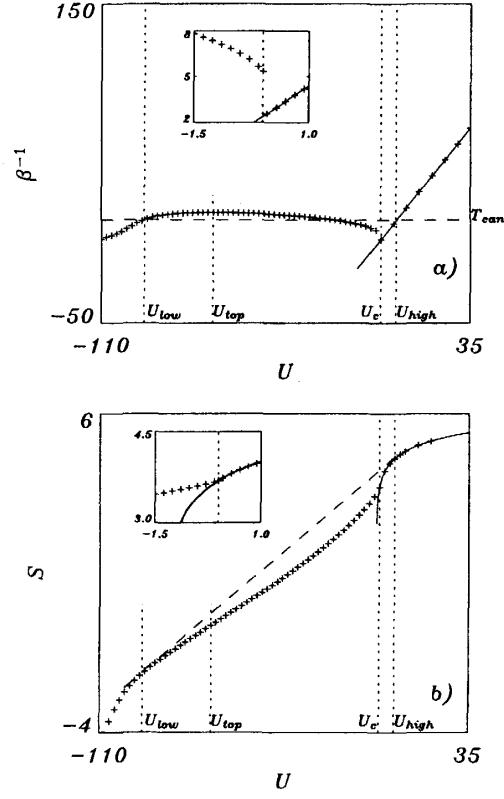 150
8
5
2
-1.5 1.0
β⁻¹
T_can
a)
-50
U_low U_top U_c U_high
-110 35
U
6
4.5
3.0
-1.5 1.0
S
b)
-4
U_low U_top U_c U_high
-110 35
U